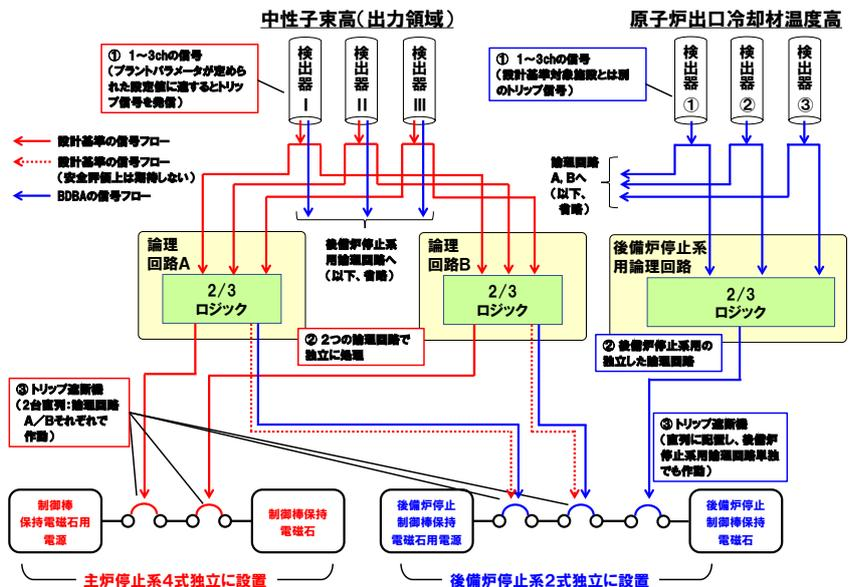 中性子束高(出力領域)
原子炉出口冷却材温度高
① 1～3chの信号
(プラントパラメータが定めら
れた設定値に達するとトリッ
プ信号を発信)
検出器Ⅰ
検出器Ⅱ
検出器Ⅲ
① 1～3chの信号
(設計基準対象施設とは別
のトリップ信号)
検出器①
検出器②
検出器③
設計基準の信号フロー
設計基準の信号フロー
(安全評価上は期待しない)
BDBAの信号フロー
論理回路
A, Bへ
(以下、
省略)
論理
回路A
2/3
ロジック
後備炉停止系
用論理回路へ
(以下、省略)
論理
回路B
2/3
ロジック
後備炉停止系
用論理回路
2/3
ロジック
② 2つの論理回路で
独立に処理
② 後備炉停止系用の
独立した論理回路
③ トリップ遮断機
(2台直列:論理回路
A/Bそれぞれで
作動)
③ トリップ遮断機
(直列に配置し、後備炉
停止系用論理回路単独
でも作動)
制御棒
保持電磁石用
電源
制御棒保持
電磁石
後備炉停止
制御棒保持
電磁石用電源
後備炉停止
制御棒保持
電磁石
主炉停止系4式独立に設置
後備炉停止系2式独立に設置